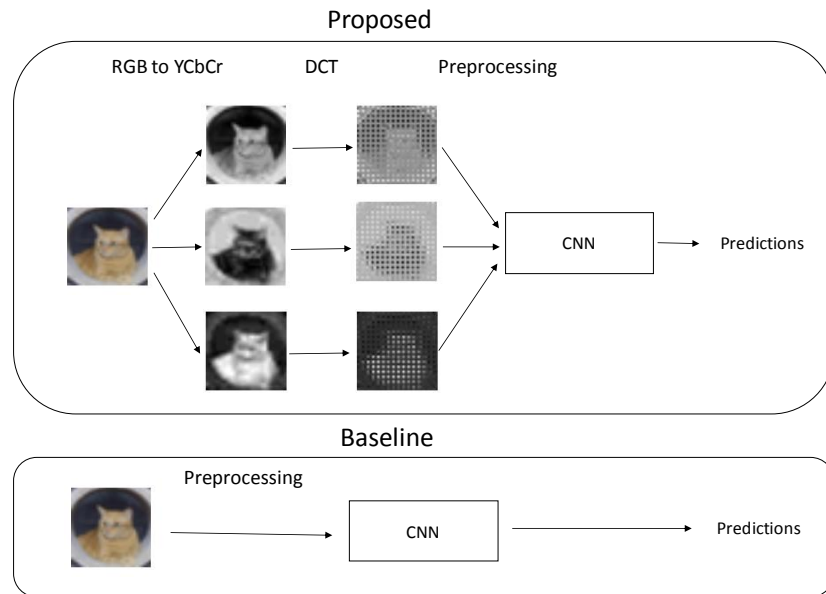 Proposed
RGB to YCbCr DCT Preprocessing
CNN
Predictions
Baseline
Preprocessing
CNN
Predictions